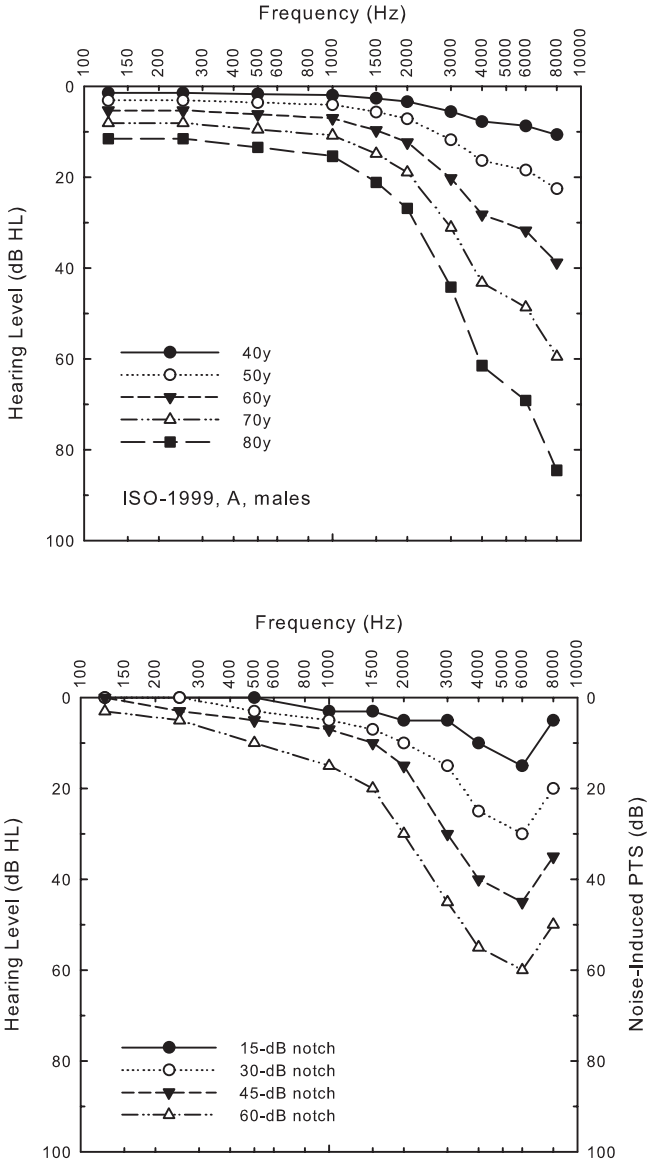 Frequency (Hz)
100 150 200 300 400 500 600 1000 1500 2000 3000 4000 5000 6000 8000 10000
Hearing Level (dB HL)
0
20
40
60
80
100
40y
50y
60y
70y
80y
ISO-1999, A, males
Frequency (Hz)
100 150 200 300 400 500 600 1000 1500 2000 3000 4000 5000 6000 8000 10000
Hearing Level (dB HL)
0
20
40
60
80
100
15-dB notch
30-dB notch
45-dB notch
60-dB notch
0
20
40
60
80
100
Noise-Induced PTS (dB)